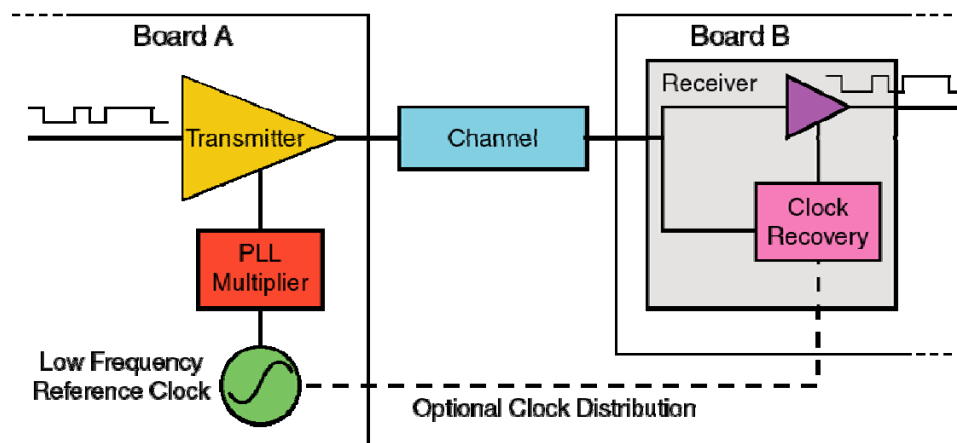 Board A
Board B
Receiver
Transmitter
Channel
Clock
Recovery
PLL
Multiplier
Low Frequency
Reference Clock
Optional Clock Distribution